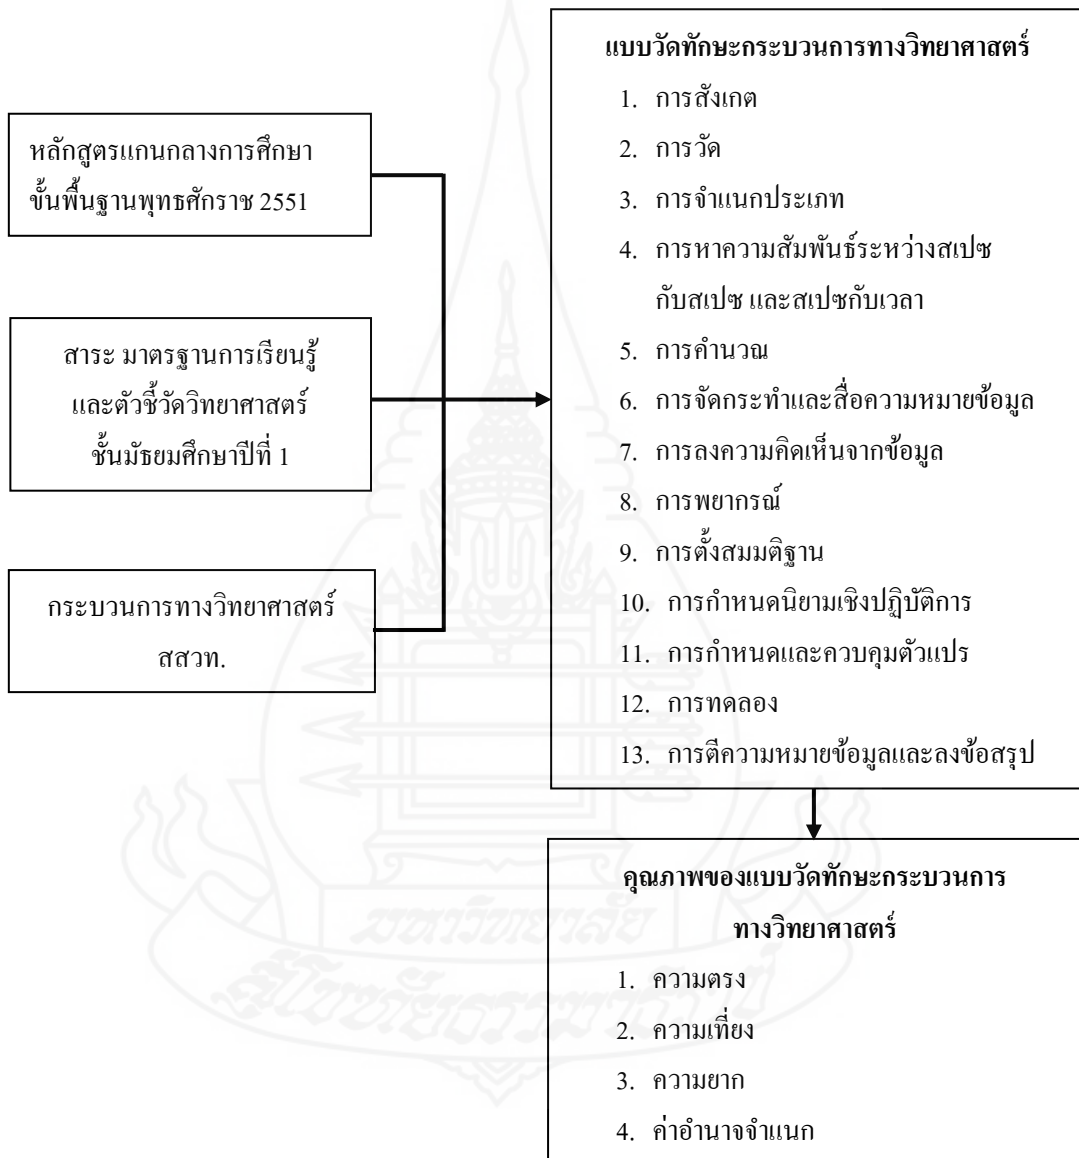 หลักสูตรแกนกลางการศึกษา
ขั้นพื้นฐานพุทธศักราช 2551
สาระ มาตรฐานการเรียนรู้
และตัวชี้วัดวิทยาศาสตร์
ชั้นมัธยมศึกษาปีที่ 1
กระบวนการทางวิทยาศาสตร์
สสวท.
แบบวัดทักษะกระบวนการทางวิทยาศาสตร์
1. การสังเกต
2. การวัด
3. การจำแนกประเภท
4. การหาความสัมพันธ์ระหว่างสเปซ
กับสเปซ และสเปซกับเวลา
5. การคำนวณ
6. การจัดกระทำและสื่อความหมายข้อมูล
7. การลงความคิดเห็นจากข้อมูล
8. การพยากรณ์
9. การตั้งสมมติฐาน
10. การกำหนดนิยามเชิงปฏิบัติการ
11. การกำหนดและควบคุมตัวแปร
12. การทดลอง
13. การตีความหมายข้อมูลและลงข้อสรุป
คุณภาพของแบบวัดทักษะกระบวนการ
ทางวิทยาศาสตร์
1. ความตรง
2. ความเที่ยง
3. ความยาก
4. ค่าอำนาจจำแนก
มหาวิทยาลัย
สุโขทัยธรรมาธิราช